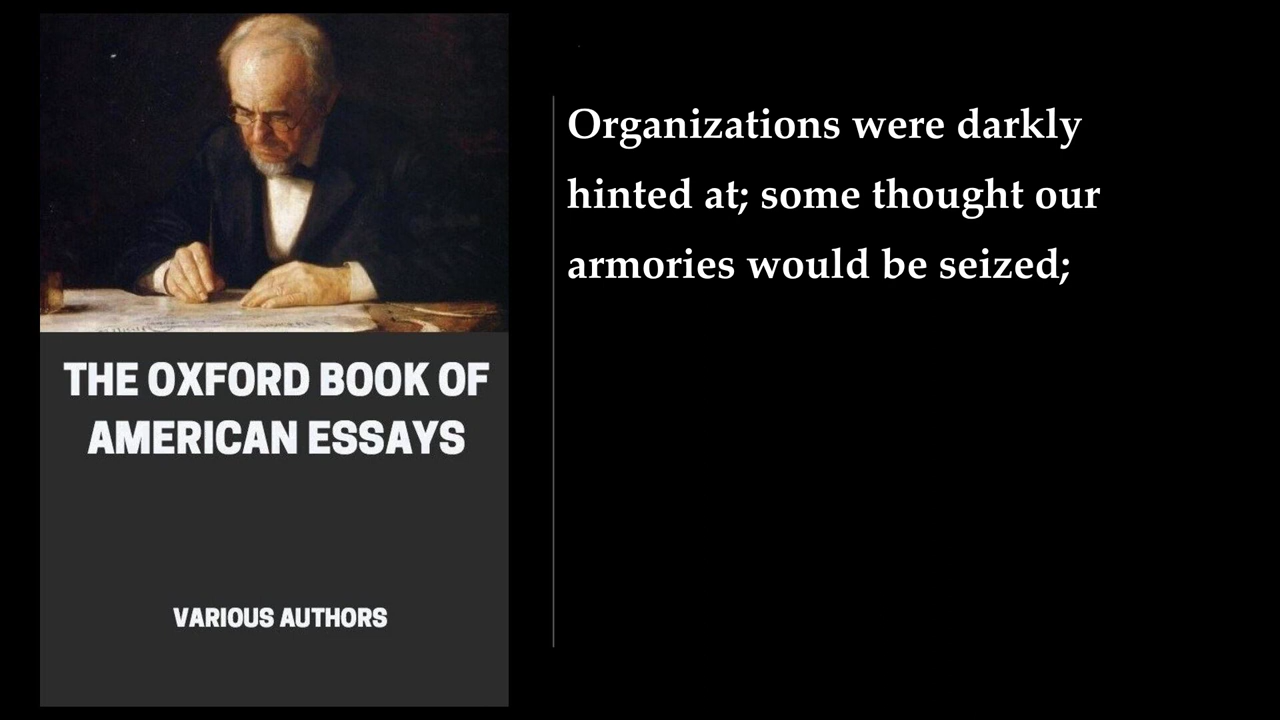 THE OXFORD BOOK OF
AMERICAN ESSAYS
VARIOUS AUTHORS
Organizations were darkly
hinted at; some thought our
armories would be seized;